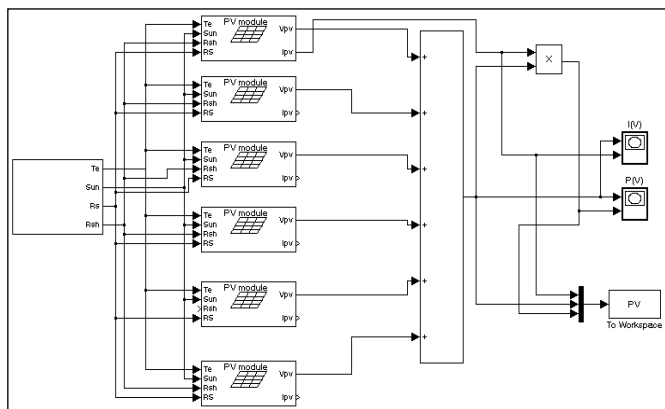 PV module
Te
Sun
Rsh
RS
Vpv
Ipv
PV module
Te
Sun
Rsh
RS
Vpv
Ipv
PV module
Te
Sun
Rsh
RS
Vpv
Ipv
PV module
Te
Sun
Rsh
RS
Vpv
Ipv
PV module
Te
Sun
Rsh
RS
Vpv
Ipv
PV module
Te
Sun
Rsh
RS
Vpv
Ipv
Te
Sun
Rs
Rsh
+
+
+
+
+
+
X
I(V)
P(V)
PV
To Workspace